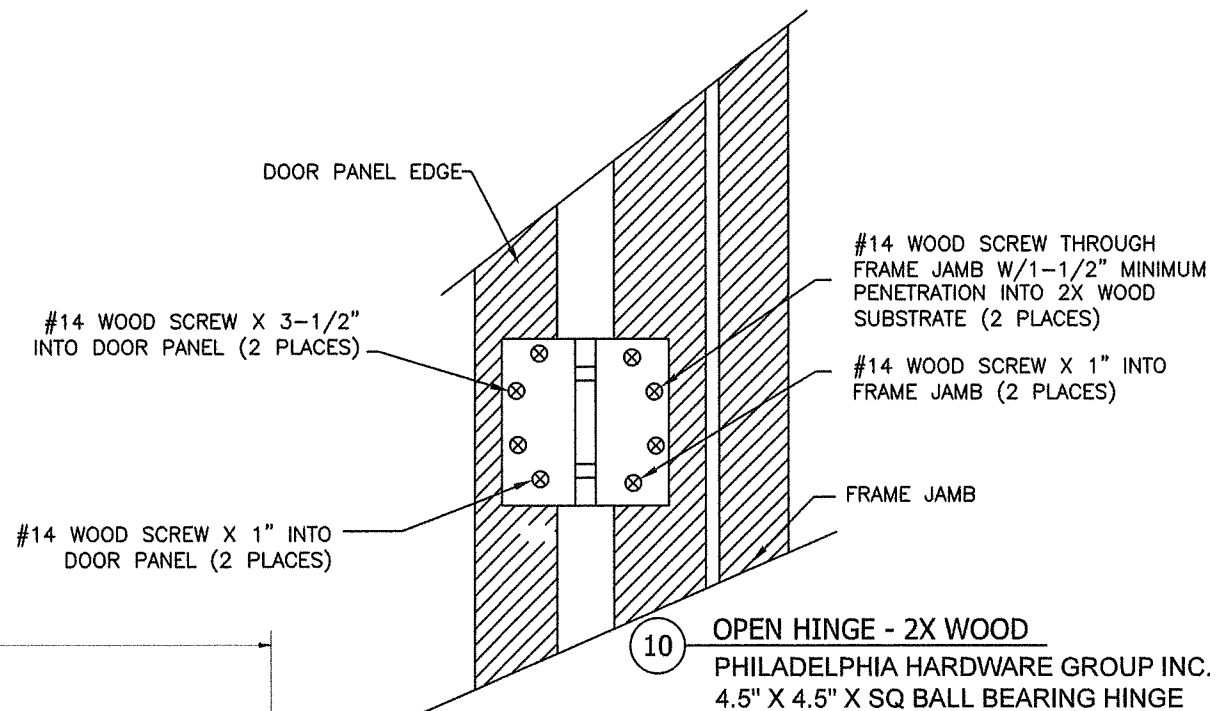 DOOR PANEL EDGE
#14 WOOD SCREW THROUGH
FRAME JAMB W/1-1/2" MINIMUM
PENETRATION INTO 2X WOOD
SUBSTRATE (2 PLACES)
#14 WOOD SCREW X 3-1/2"
INTO DOOR PANEL (2 PLACES)
#14 WOOD SCREW X 1" INTO
FRAME JAMB (2 PLACES)
FRAME JAMB
#14 WOOD SCREW X 1" INTO
DOOR PANEL (2 PLACES)
10 OPEN HINGE - 2X WOOD
PHILADELPHIA HARDWARE GROUP INC.
4.5" X 4.5" X SQ BALL BEARING HINGE